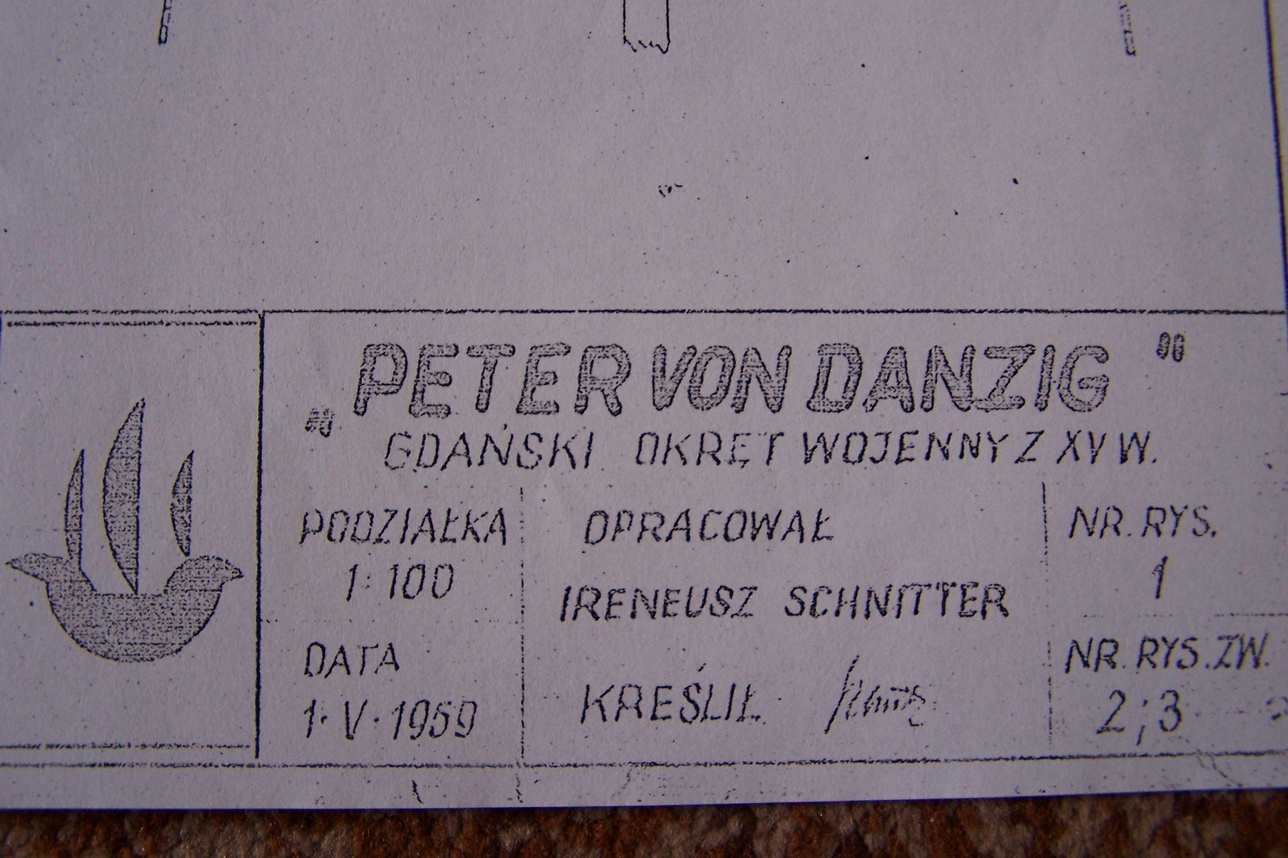 „PETER VON DANZIG"
GDAŃSKI OKRĘT WOJENNY Z XV W.
PODZIAŁKA
1:100
DATA
1·V·1959
OPRACOWAŁ
IRENEUSZ SCHNITTER
KREŚLIŁ
NR. RYS.
1
NR. RYS. ZW.
2;3